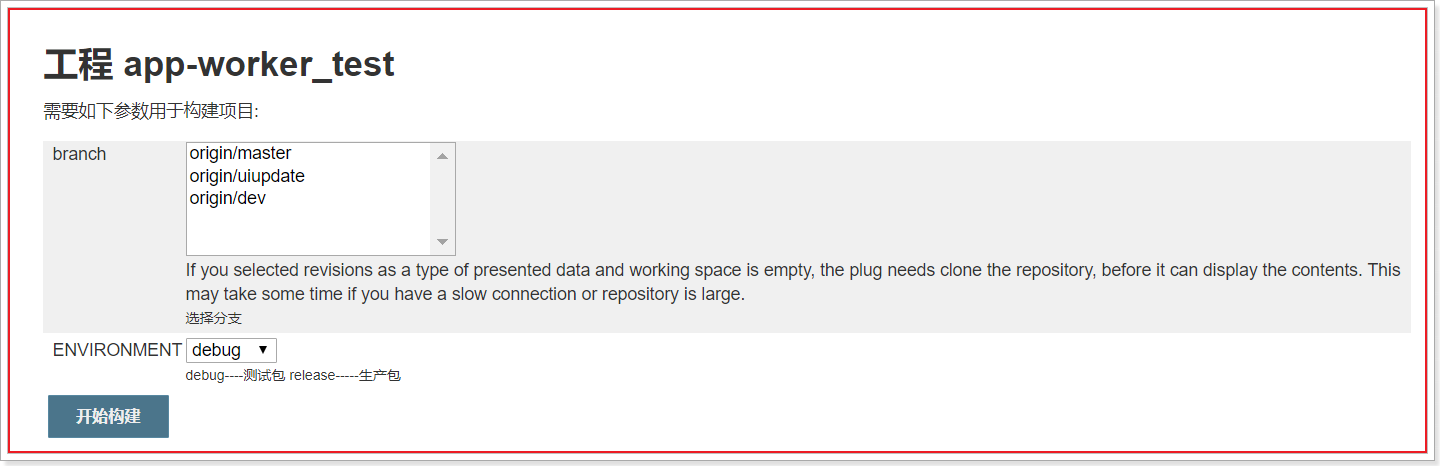 工程 app-worker_test
需要如下参数用于构建项目:
branch
origin/master
origin/uiupdate
origin/dev
If you selected revisions as a type of presented data and working space is empty, the plug needs clone the repository, before it can display the contents. This
may take some time if you have a slow connection or repository is large.
选择分支
ENVIRONMENT debug
debug----测试包 release-----生产包
开始构建